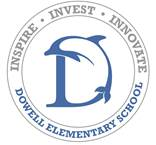 INSPIRE • INVEST • INNOVATE
D
DOWELL ELEMENTARY SCHOOL